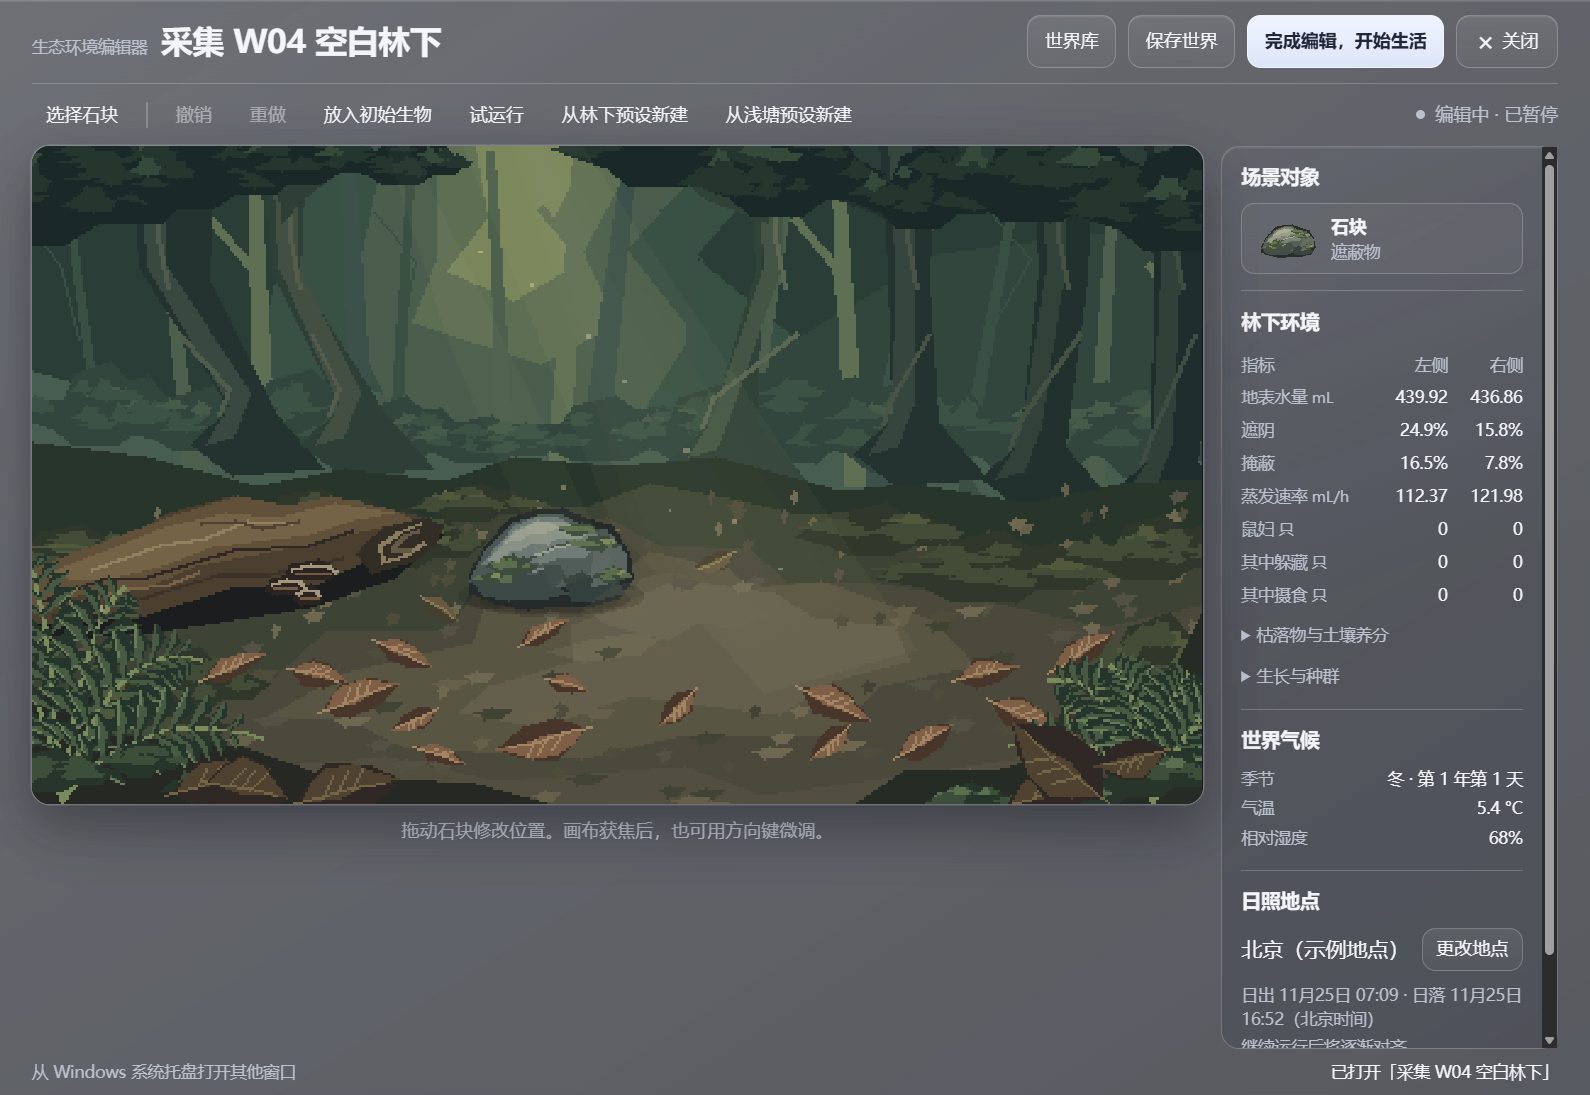 生态环境编辑器 采集 W04 空白林下
世界库 保存世界 完成编辑，开始生活 × 关闭
选择石块 撤销 重做 放入初始生物 试运行 从林下预设新建 从浅塘预设新建
编辑中 · 已暂停
场景对象
石块
遮蔽物
林下环境
指标 左侧 右侧
地表水量 mL 439.92 436.86
遮阴 24.9% 15.8%
掩蔽 16.5% 7.8%
蒸发速率 mL/h 112.37 121.98
鼠妇 只 0 0
其中躲藏 只 0 0
其中摄食 只 0 0
枯落物与土壤养分
生长与种群
世界气候
季节 冬 · 第 1 年第 1 天
气温 5.4 °C
相对湿度 68%
日照地点
北京（示例地点） 更改地点
日出 11月25日 07:09 · 日落 11月25日
16:52（北京时间）
继续运行后将逐渐对齐
拖动石块修改位置。画布获焦后，也可用方向键微调。
从 Windows 系统托盘打开其他窗口
已打开「采集 W04 空白林下」